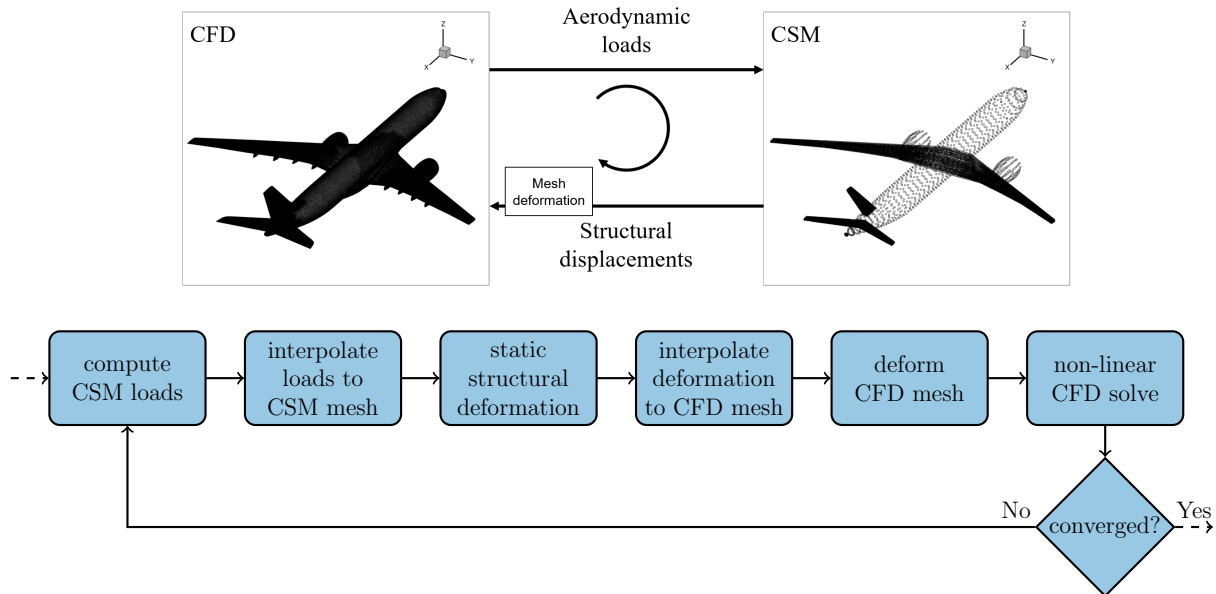 CFD
Z
X
Y
Aerodynamic
loads
CSM
Z
X
Y
Mesh
deformation
Structural
displacements
compute
CSM loads
interpolate
loads to
CSM mesh
static
structural
deformation
interpolate
deformation
to CFD mesh
deform
CFD mesh
non-linear
CFD solve
No
converged?
Yes